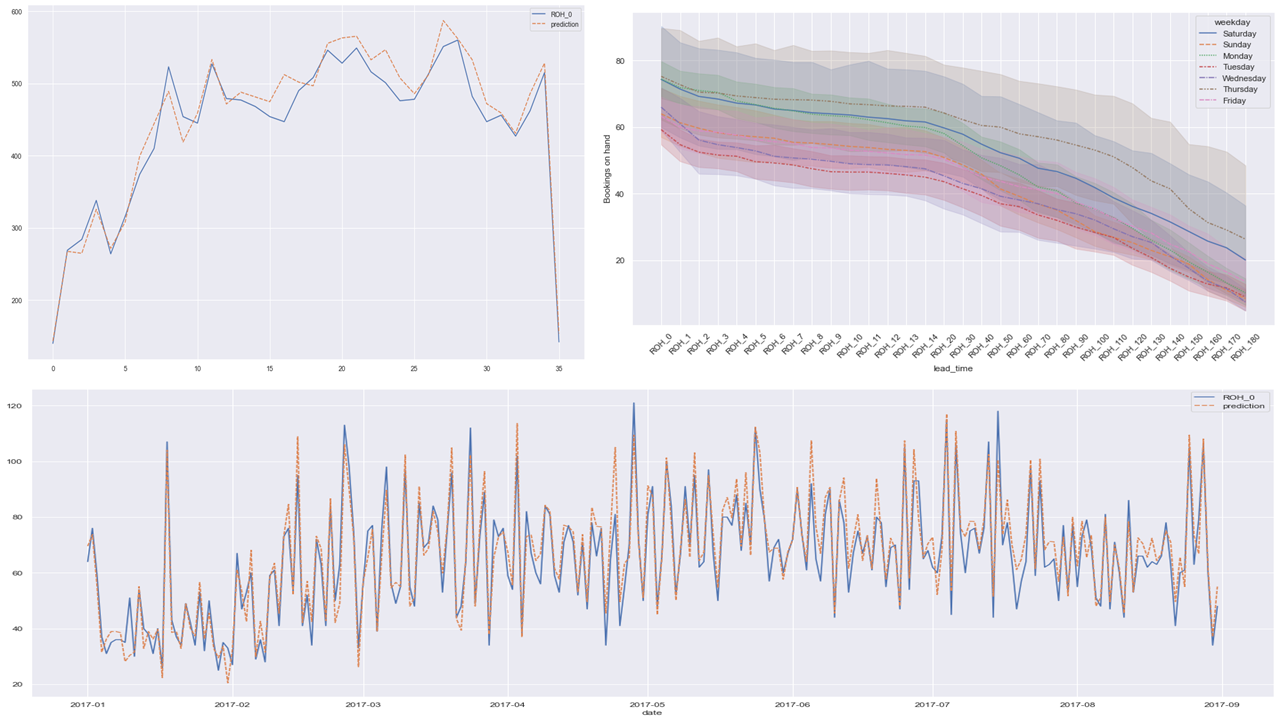 600
500
400
300
200
0 5 10 15 20 25 30 35
ROH_0
prediction
80
60
40
20
Bookings on hand
weekday
Saturday
Sunday
Monday
Tuesday
Wednesday
Thursday
Friday
ROH_0 ROH_1 ROH_2 ROH_3 ROH_4 ROH_5 ROH_6 ROH_7 ROH_8 ROH_9 ROH_10 ROH_11 ROH_12 ROH_13 ROH_14 ROH_20 ROH_30 ROH_40 ROH_50 ROH_60 ROH_70 ROH_80 ROH_90 ROH_100 ROH_110 ROH_120 ROH_130 ROH_140 ROH_150 ROH_160 ROH_170 ROH_180
lead_time
120
100
80
60
40
20
ROH_0
prediction
2017-01 2017-02 2017-03 2017-04 2017-05 2017-06 2017-07 2017-08 2017-09
date